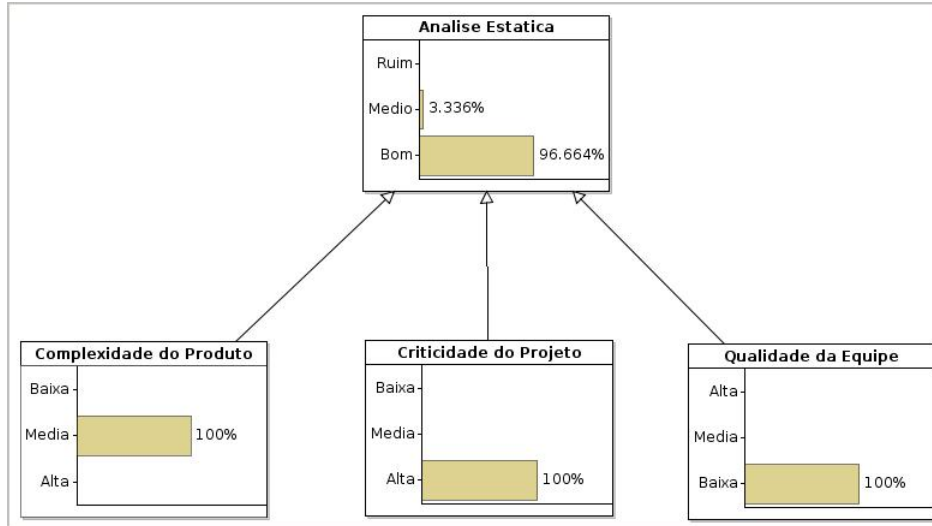 Analise Estatica
Ruim
Medio 3.336%
Bom 96.664%
Complexidade do Produto
Baixa
Media 100%
Alta
Criticidade do Projeto
Baixa
Media
Alta 100%
Qualidade da Equipe
Alta
Media
Baixa 100%